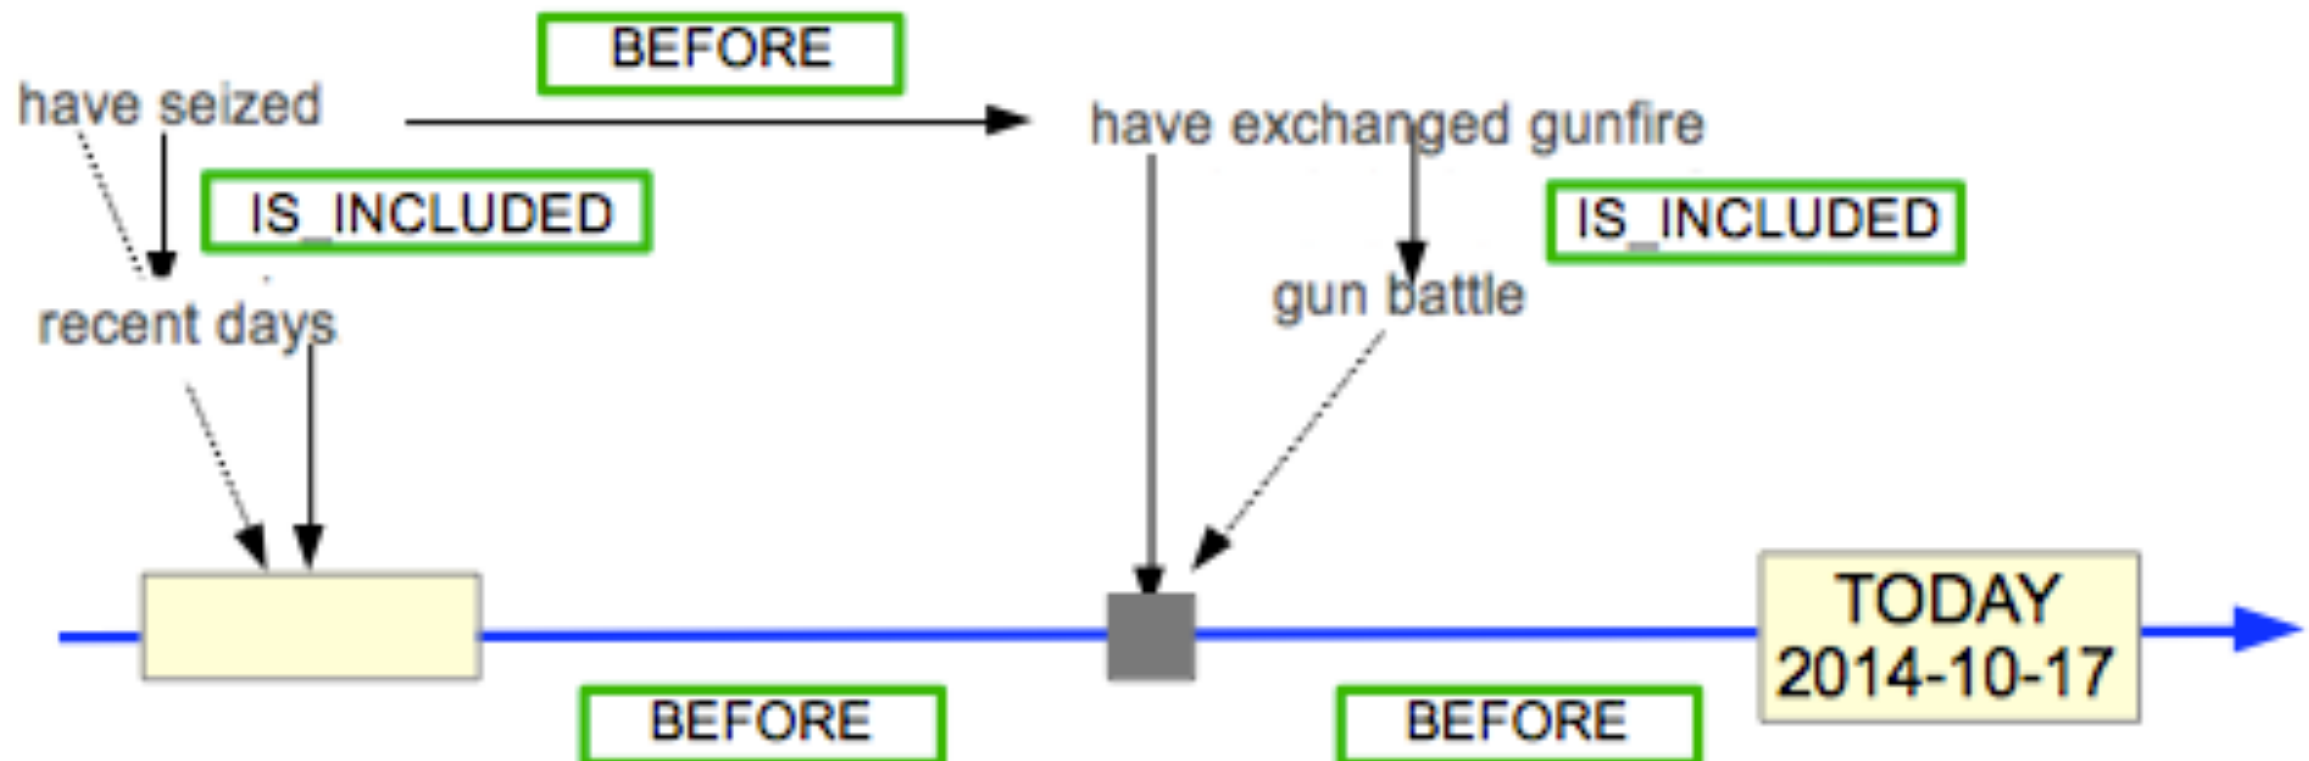 BEFORE
have seized
have exchanged gunfire
IS_INCLUDED
IS_INCLUDED
gun battle
recent days
TODAY
2014-10-17
BEFORE
BEFORE